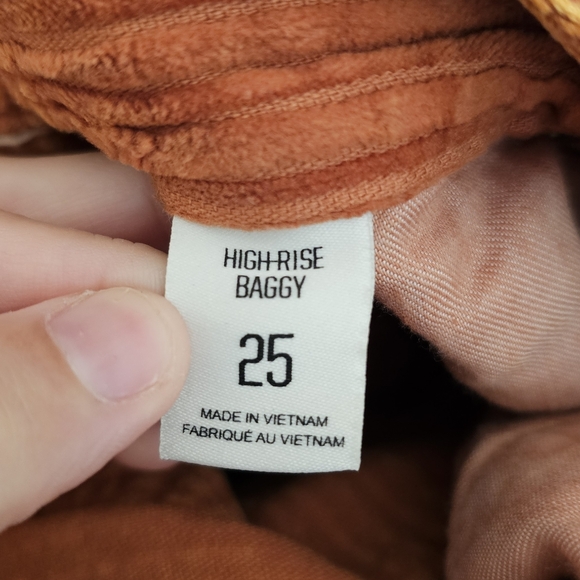 HIGH-RISE
BAGGY
25
MADE IN VIETNAM
FABRIQUÉ AU VIETNAM